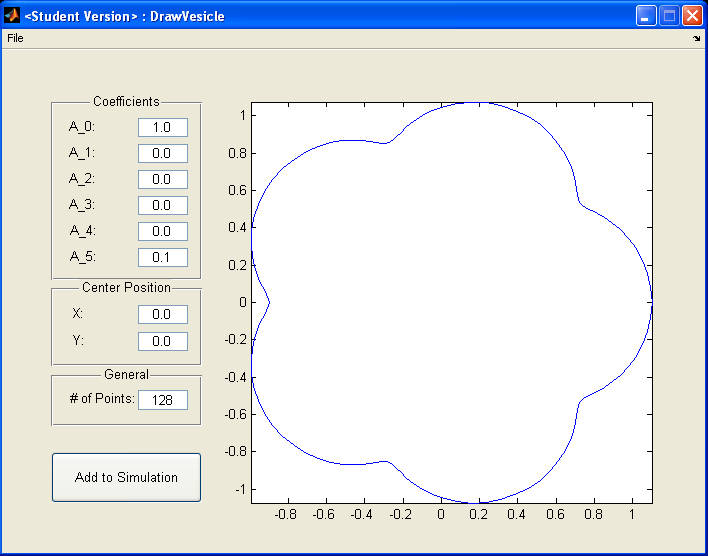 <Student Version> : DrawVesicle
File
Coefficients
A_0: 1.0
A_1: 0.0
A_2: 0.0
A_3: 0.0
A_4: 0.0
A_5: 0.1
Center Position
X: 0.0
Y: 0.0
General
# of Points: 128
Add to Simulation
1
0.8
0.6
0.4
0.2
0
-0.2
-0.4
-0.6
-0.8
-1
-0.8 -0.6 -0.4 -0.2 0 0.2 0.4 0.6 0.8 1